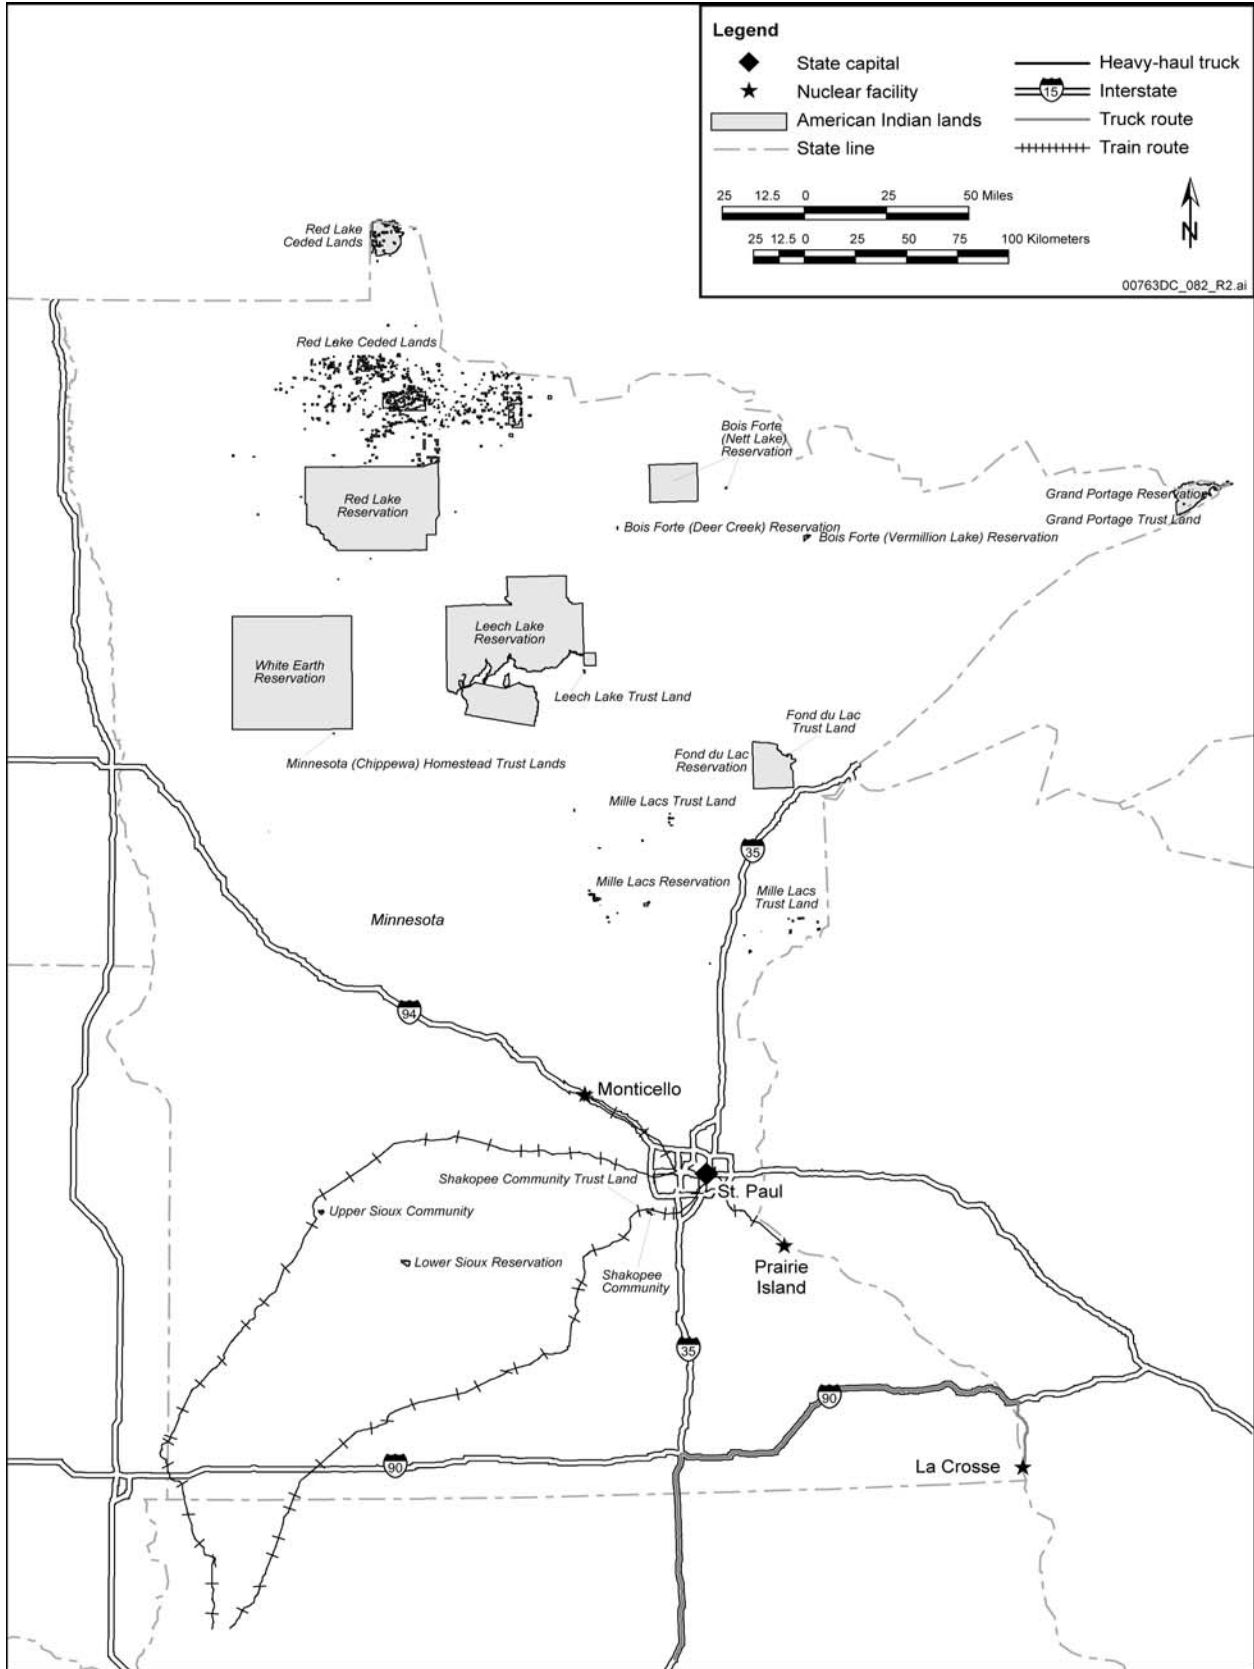 Legend
State capital
Nuclear facility
American Indian lands
State line
Heavy-haul truck
15
Interstate
Truck route
Train route
25 12.5 0 25 50 Miles
25 12.5 0 25 50 75 100 Kilometers
N
00763DC_082_R2.ai
Red Lake
Ceded Lands
Red Lake Ceded Lands
Bois Forte
(Nett Lake)
Reservation
Red Lake
Reservation
Grand Portage Reservation
Grand Portage Trust Land
Bois Forte (Deer Creek) Reservation
Bois Forte (Vermillion Lake) Reservation
Leech Lake
Reservation
White Earth
Reservation
Leech Lake Trust Land
Fond du Lac
Trust Land
Fond du Lac
Reservation
Minnesota (Chippewa) Homestead Trust Lands
Mille Lacs Trust Land
35
Mille Lacs Reservation
Mille Lacs
Trust Land
Minnesota
94
Monticello
Shakopee Community Trust Land
St. Paul
Upper Sioux Community
Lower Sioux Reservation
Shakopee
Community
Prairie
Island
35
90
La Crosse
90